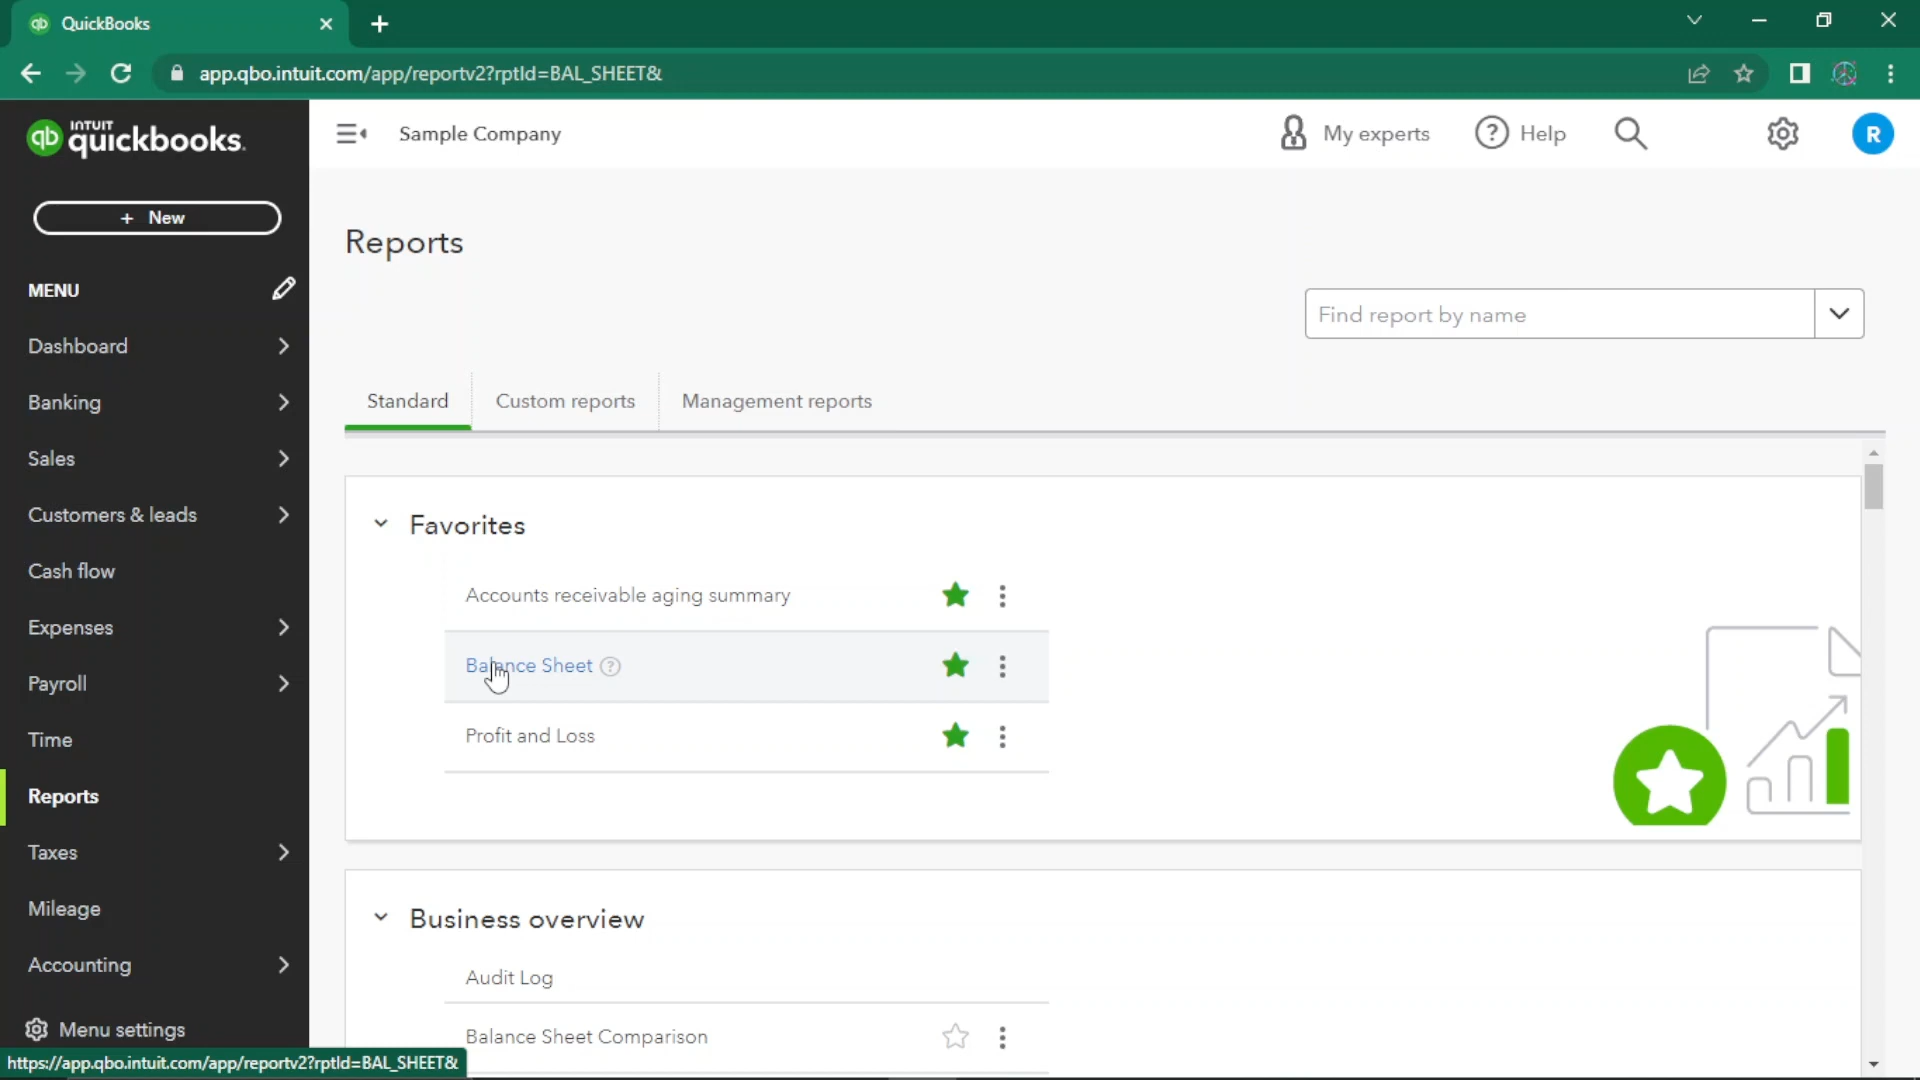 QuickBooks
app.qbo.intuit.com/app/reportv2?rptId=BAL_SHEET&
INTUIT
quickbooks.
Sample Company
My experts
Help
R
+ New
MENU
Dashboard
Banking
Sales
Customers & leads
Cash flow
Expenses
Payroll
Time
Reports
Taxes
Mileage
Accounting
Menu settings
https://app.qbo.intuit.com/app/reportv2?rptId=BAL_SHEET&
Reports
Find report by name
Standard
Custom reports
Management reports
Favorites
Accounts receivable aging summary
Balance Sheet ?
Profit and Loss
Business overview
Audit Log
Balance Sheet Comparison